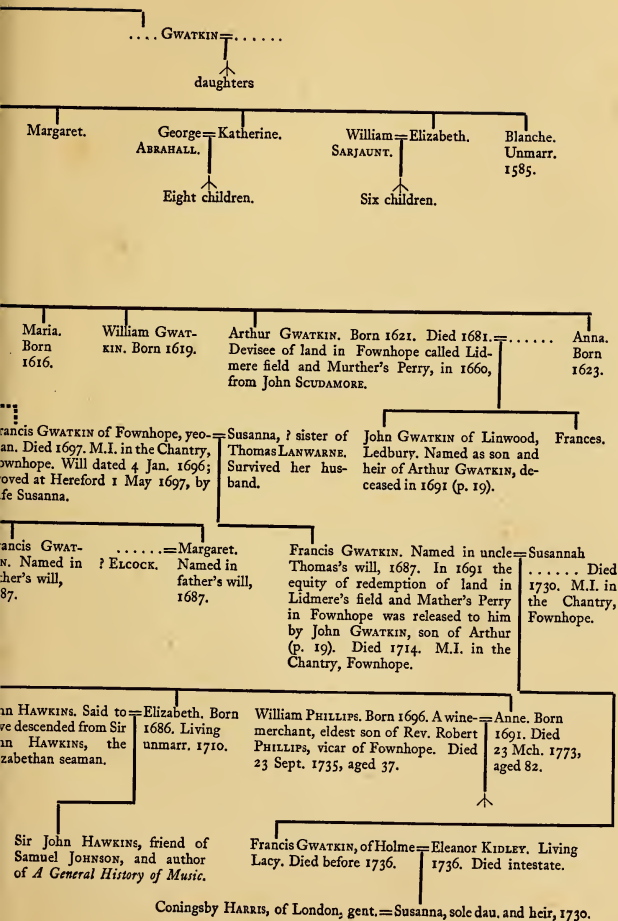 .... GWATKIN=......
daughters
Margaret.
George=Katherine.
ABRAHALL.
Eight children.
William=Elizabeth.
SARJAUNT.
Six children.
Blanche.
Unmarr.
1585.
Maria.
Born
1616.
William GWAT-
KIN. Born 1619.
Arthur GWATKIN. Born 1621. Died 1681.=......
Devisee of land in Fownhope called Lid-
mere field and Murther's Perry, in 1660,
from John SCUDAMORE.
Anna.
Born
1623.
rancis GWATKIN of Fownhope, yeo-
an. Died 1697. M.I. in the Chantry,
ownhope. Will dated 4 Jan. 1696;
oved at Hereford 1 May 1697, by
fe Susanna.
=Susanna, ? sister of
Thomas LANWARNE.
Survived her hus-
band.
John GWATKIN of Linwood,
Ledbury. Named as son and
heir of Arthur GWATKIN, de-
ceased in 1691 (p. 19).
Frances.
ancis GWAT-
N. Named in
her's will,
87.
......=Margaret.
? ELCOCK. Named in
father's will,
1687.
Francis GWATKIN. Named in uncle
Thomas's will, 1687. In 1691 the
equity of redemption of land in
Lidmere's field and Mather's Perry
in Fownhope was released to him
by John GWATKIN, son of Arthur
(p. 19). Died 1714. M.I. in the
Chantry, Fownhope.
=Susannah
...... Died
1730. M.I. in
the Chantry,
Fownhope.
nn HAWKINS. Said to
ve descended from Sir
nn HAWKINS, the
zabethan seaman.
=Elizabeth. Born
1686. Living
unmarr. 1710.
William PHILLIPS. Born 1696. A wine-
merchant, eldest son of Rev. Robert
PHILLIPS, vicar of Fownhope. Died
23 Sept. 1735, aged 37.
=Anne. Born
1691. Died
23 Mch. 1773,
aged 82.
Sir John HAWKINS, friend of
Samuel JOHNSON, and author
of A General History of Music.
Francis GWATKIN, of Holme
Lacy. Died before 1736.
=Eleanor KIDLEY. Living
1736. Died intestate.
Coningsby HARRIS, of London, gent.=Susanna, sole dau. and heir, 1730.